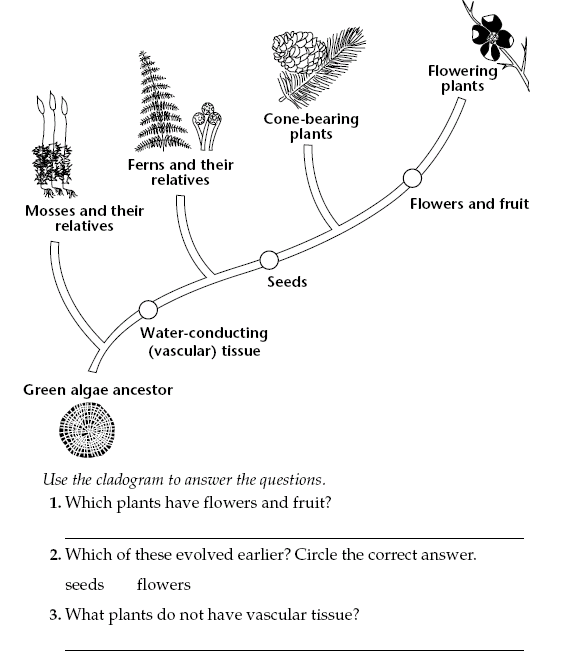 Flowering
plants
Cone-bearing
plants
Ferns and their
relatives
Mosses and their
relatives
Flowers and fruit
Seeds
Water-conducting
(vascular) tissue
Green algae ancestor
Use the cladogram to answer the questions.
1. Which plants have flowers and fruit?
2. Which of these evolved earlier? Circle the correct answer.
seeds flowers
3. What plants do not have vascular tissue?